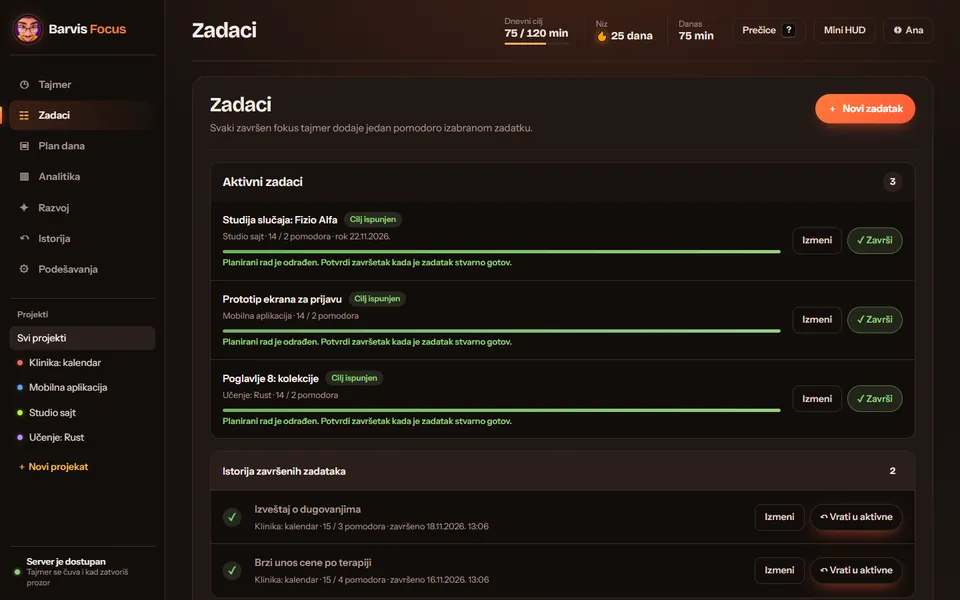 Barvis Focus
Tajmer
Zadaci
Plan dana
Analitika
Razvoj
Istorija
Podešavanja
Projekti
Svi projekti
Klinika: kalendar
Mobilna aplikacija
Studio sajt
Učenje: Rust
+ Novi projekat
Server je dostupan
Tajmer se čuva i kad zatvoriš
prozor
Zadaci
Dnevni cilj
75 / 120 min
Niz
25 dana
Danas
75 min
Prečice ?
Mini HUD
Ana
Zadaci
Svaki završen fokus tajmer dodaje jedan pomodoro izabranom zadatku.
+ Novi zadatak
Aktivni zadaci
3
Studija slučaja: Fizio Alfa Cilj ispunjen
Studio sajt · 14 / 2 pomodora · rok 22.11.2026.
Planirani rad je odrađen. Potvrdi završetak kada je zadatak stvarno gotov.
Izmeni
✓ Završi
Prototip ekrana za prijavu Cilj ispunjen
Mobilna aplikacija · 14 / 2 pomodora
Planirani rad je odrađen. Potvrdi završetak kada je zadatak stvarno gotov.
Izmeni
✓ Završi
Poglavlje 8: kolekcije Cilj ispunjen
Učenje: Rust · 14 / 2 pomodora
Planirani rad je odrađen. Potvrdi završetak kada je zadatak stvarno gotov.
Izmeni
✓ Završi
Istorija završenih zadataka
2
Izveštaj o dugovanjima
Klinika: kalendar · 15 / 3 pomodora · završeno 18.11.2026. 13:06
Izmeni
Vrati u aktivne
Brzi unos cene po terapiji
Klinika: kalendar · 15 / 4 pomodora · završeno 16.11.2026. 13:06
Izmeni
Vrati u aktivne